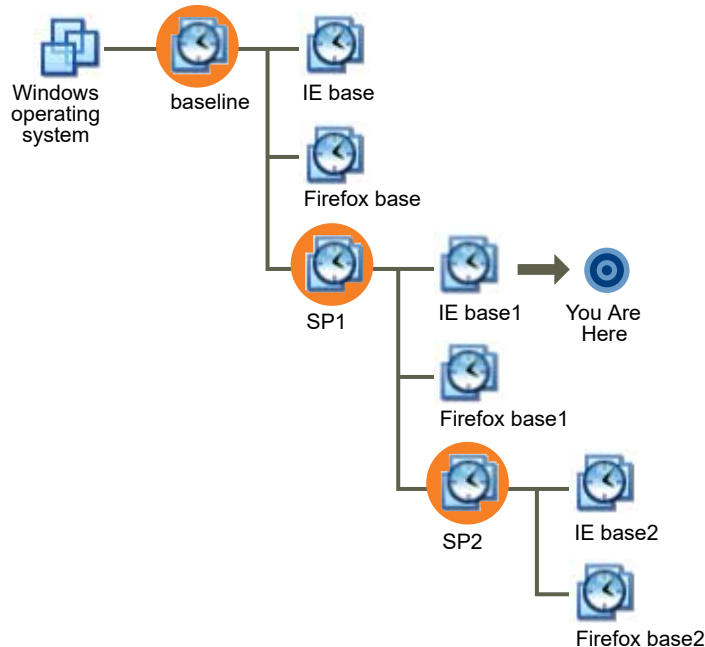 Windows
operating
system
baseline
IE base
Firefox base
SP1
IE base1
You Are
Here
Firefox base1
SP2
IE base2
Firefox base2